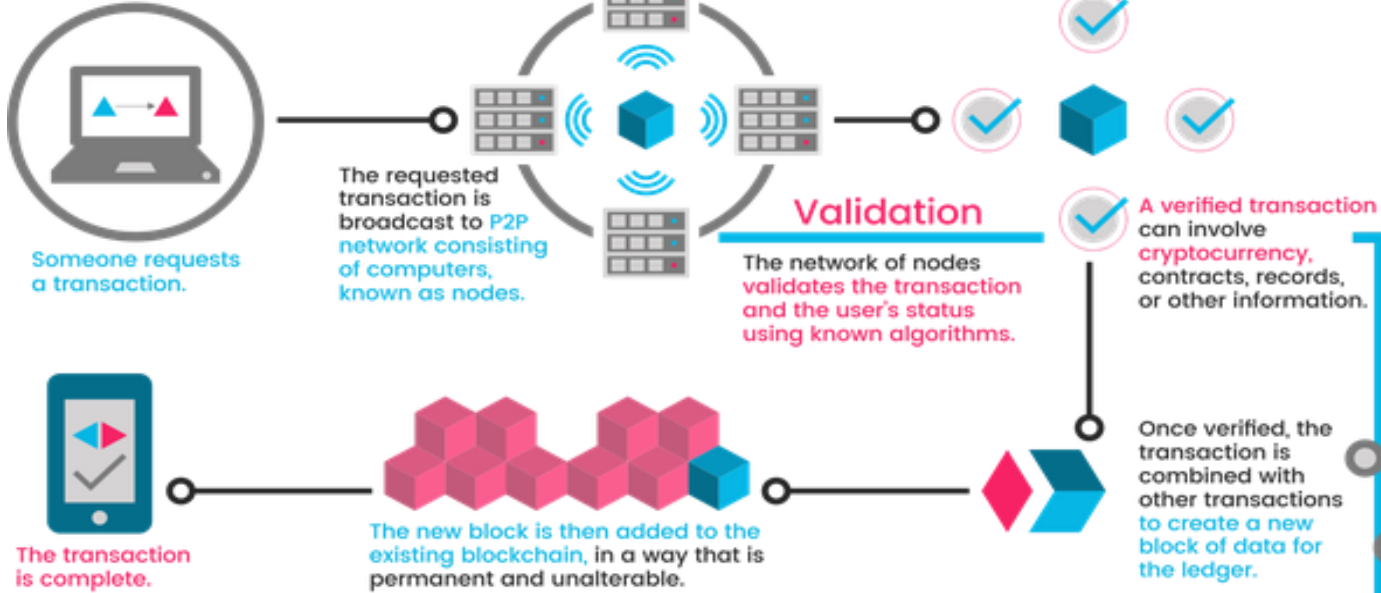 Someone requests
a transaction.
The requested
transaction is
broadcast to P2P
network consisting
of computers,
known as nodes.
Validation
The network of nodes
validates the transaction
and the user's status
using known algorithms.
A verified transaction
can involve
cryptocurrency,
contracts, records,
or other information.
Once verified, the
transaction is
combined with
other transactions
to create a new
block of data for
the ledger.
The new block is then added to the
existing blockchain, in a way that is
permanent and unalterable.
The transaction
is complete.